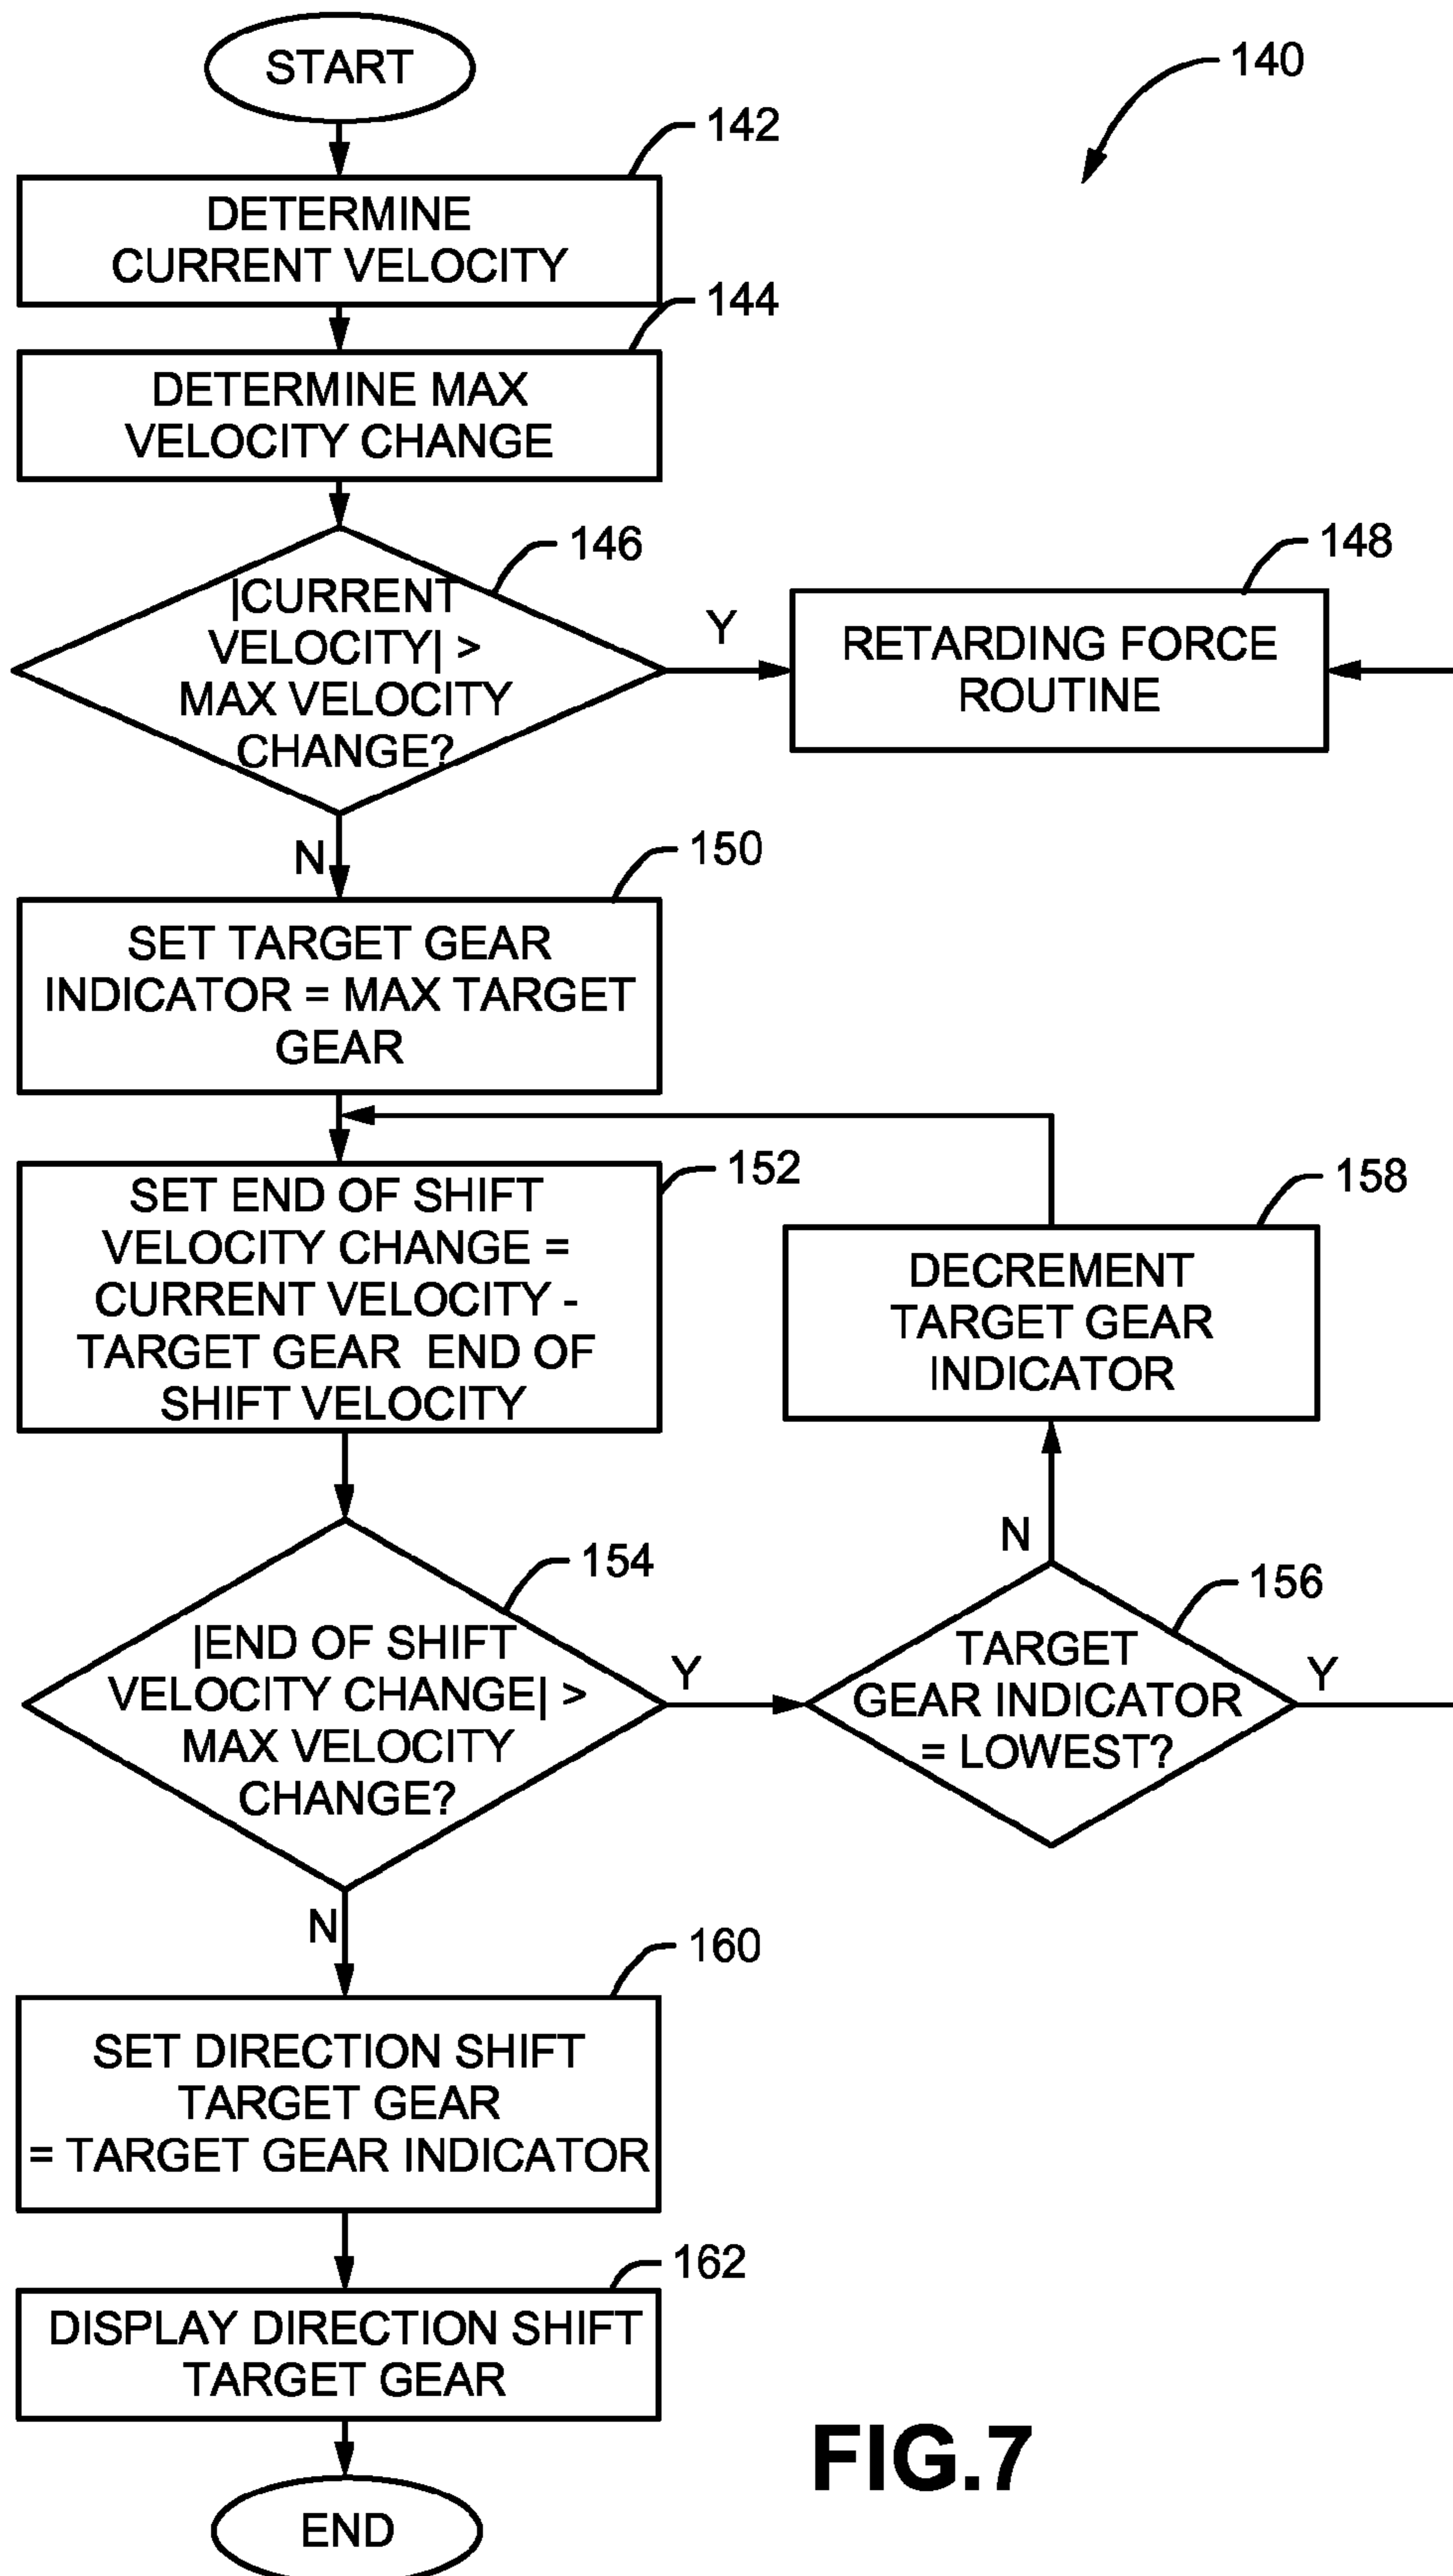 START
140
142
DETERMINE
CURRENT VELOCITY
144
DETERMINE MAX
VELOCITY CHANGE
146
|CURRENT
VELOCITY| >
MAX VELOCITY
CHANGE?
Y
148
RETARDING FORCE
ROUTINE
N
150
SET TARGET GEAR
INDICATOR = MAX TARGET
GEAR
152
SET END OF SHIFT
VELOCITY CHANGE =
CURRENT VELOCITY -
TARGET GEAR END OF
SHIFT VELOCITY
158
DECREMENT
TARGET GEAR
INDICATOR
N
154
|END OF SHIFT
VELOCITY CHANGE| >
MAX VELOCITY
CHANGE?
Y
156
TARGET
GEAR INDICATOR
= LOWEST?
Y
N
160
SET DIRECTION SHIFT
TARGET GEAR
= TARGET GEAR INDICATOR
162
DISPLAY DIRECTION SHIFT
TARGET GEAR
END
FIG.7